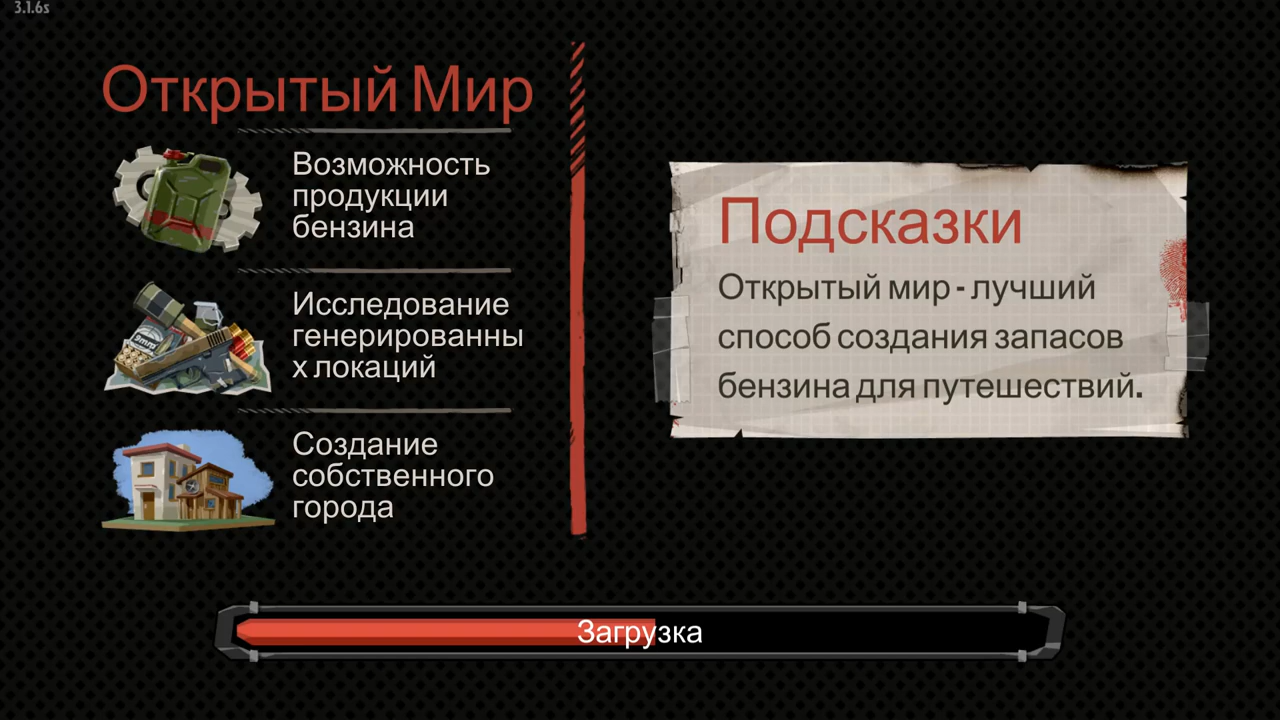 3.1.6s
Открытый Мир
Возможность
продукции
бензина
Исследование
генерированны
х локаций
Создание
собственного
города
Подсказки
Открытый мир - лучший
способ создания запасов
бензина для путешествий.
9mm
Загрузка